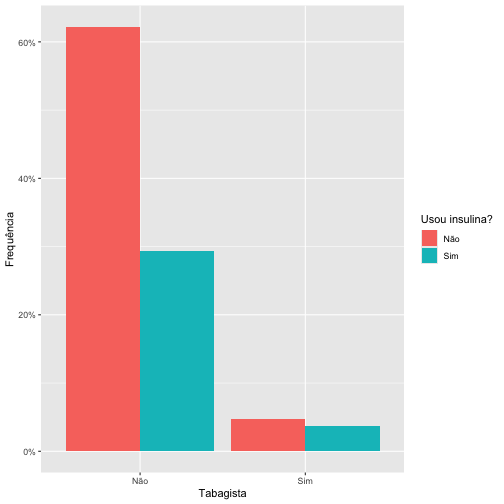 60%
40%
20%
0%
Frequência
Não
Sim
Tabagista
Usou insulina?
Não
Sim